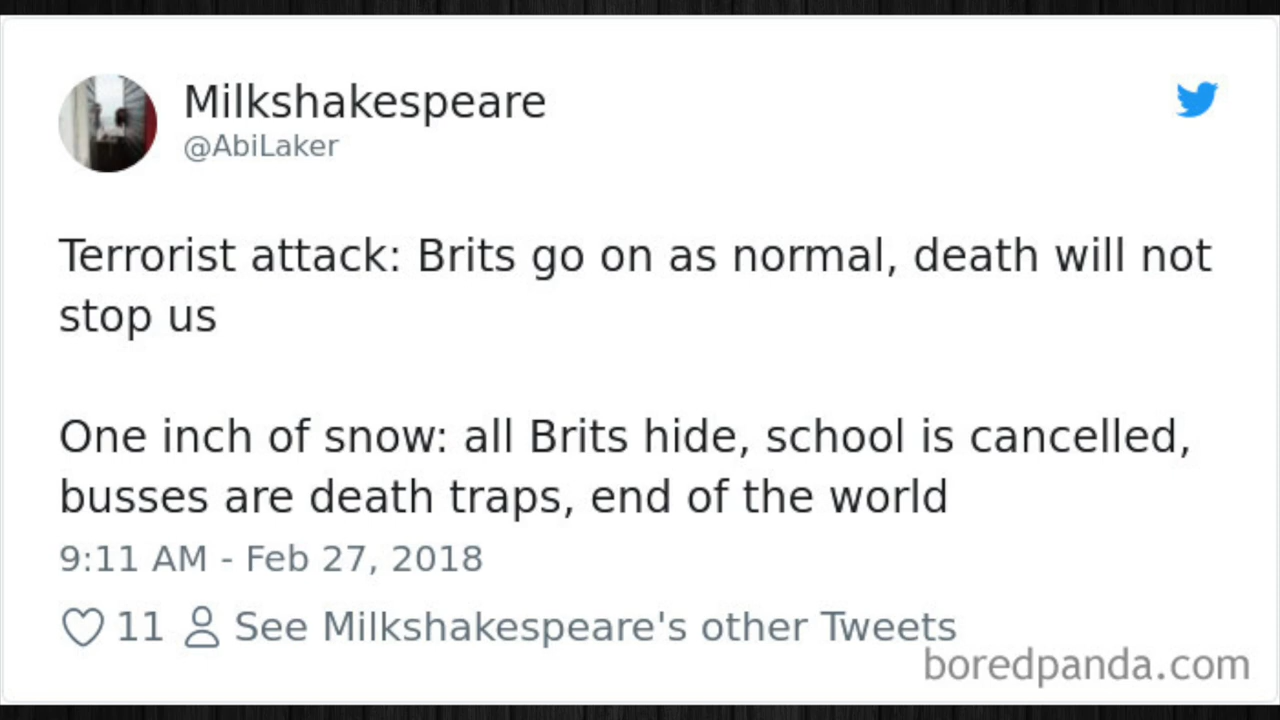 Milkshakespeare
@AbiLaker
Terrorist attack: Brits go on as normal, death will not
stop us
One inch of snow: all Brits hide, school is cancelled,
busses are death traps, end of the world
9:11 AM - Feb 27, 2018
11 See Milkshakespeare's other Tweets
boredpanda.com